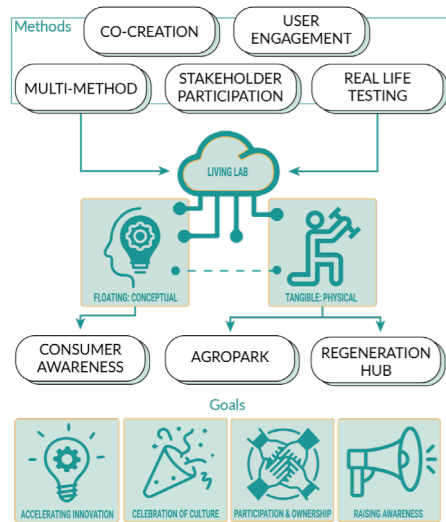 Methods
CO-CREATION
USER
ENGAGEMENT
MULTI-METHOD
STAKEHOLDER
PARTICIPATION
REAL LIFE
TESTING
LIVING LAB
FLOATING: CONCEPTUAL
TANGIBLE: PHYSICAL
CONSUMER
AWARENESS
AGROPARK
REGENERATION
HUB
Goals
ACCELERATING INNOVATION
CELEBRATION OF CULTURE
PARTICIPATION & OWNERSHIP
RAISING AWARENESS